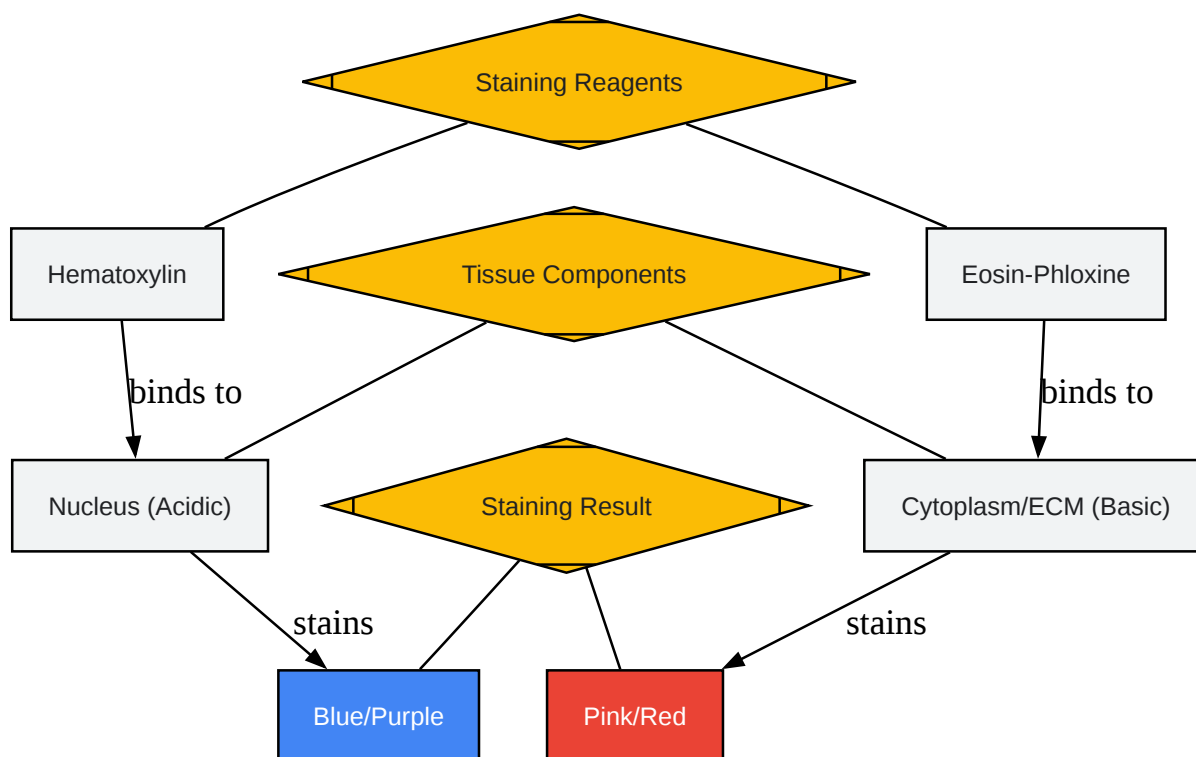 Staining Reagents
Hematoxylin
Tissue Components
Eosin-Phloxine
binds to
binds to
Nucleus (Acidic)
Staining Result
Cytoplasm/ECM (Basic)
stains
stains
Blue/Purple
Pink/Red